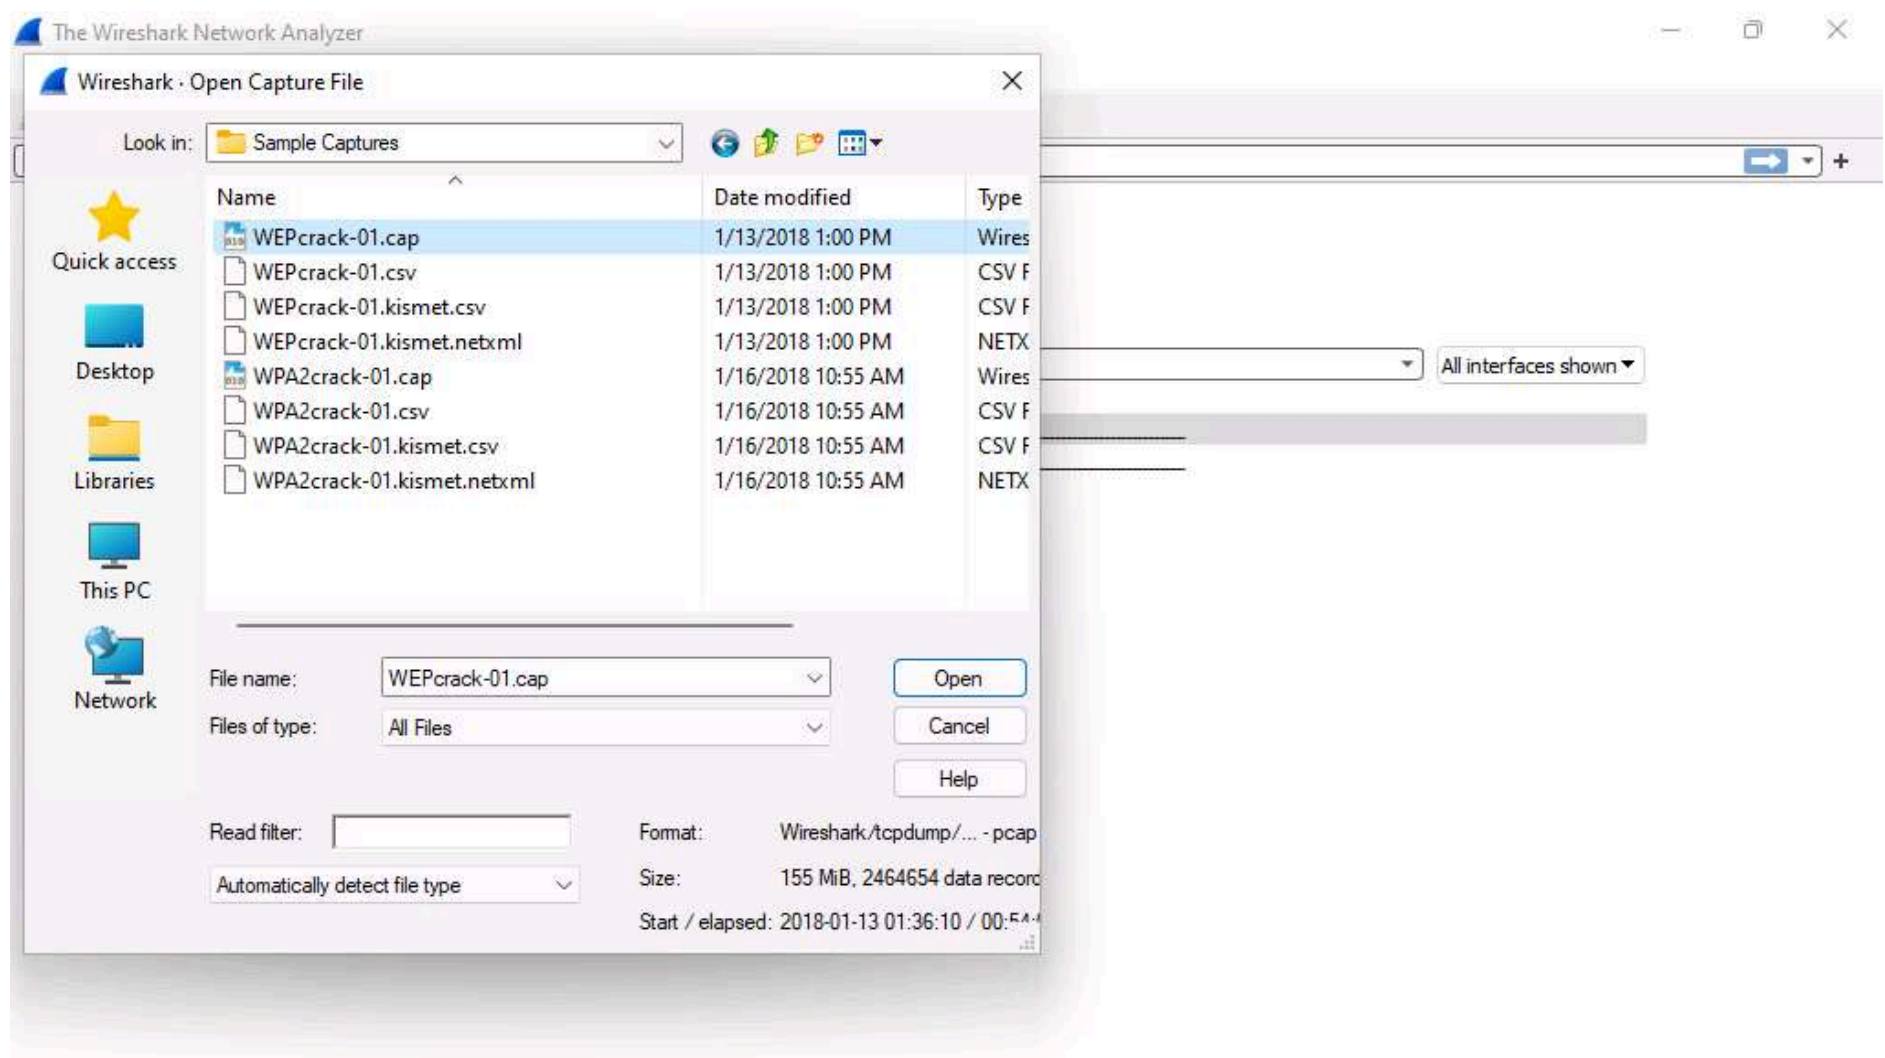 The Wireshark Network Analyzer
Wireshark · Open Capture File
Look in: Sample Captures
Name Date modified Type
WEPcrack-01.cap 1/13/2018 1:00 PM Wires
WEPcrack-01.csv 1/13/2018 1:00 PM CSV F
WEPcrack-01.kismet.csv 1/13/2018 1:00 PM CSV F
WEPcrack-01.kismet.netxml 1/13/2018 1:00 PM NETX
WPA2crack-01.cap 1/16/2018 10:55 AM Wires
WPA2crack-01.csv 1/16/2018 10:55 AM CSV F
WPA2crack-01.kismet.csv 1/16/2018 10:55 AM CSV F
WPA2crack-01.kismet.netxml 1/16/2018 10:55 AM NETX
Quick access
Desktop
Libraries
This PC
Network
All interfaces shown
File name: WEPcrack-01.cap Open
Files of type: All Files Cancel
Help
Read filter:
Automatically detect file type
Format: Wireshark/tcpdump/... - pcap
Size: 155 MiB, 2464654 data record
Start / elapsed: 2018-01-13 01:36:10 / 00:54: